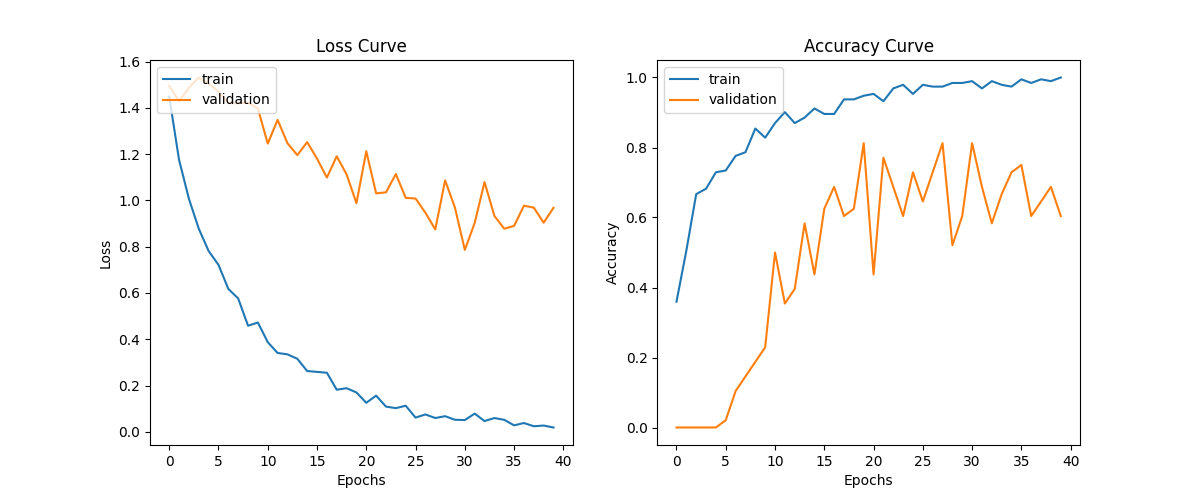 Loss Curve
train
validation
1.6
1.4
1.2
1.0
0.8
0.6
0.4
0.2
0.0
Loss
0 5 10 15 20 25 30 35 40
Epochs
Accuracy Curve
train
validation
1.0
0.8
0.6
0.4
0.2
0.0
Accuracy
0 5 10 15 20 25 30 35 40
Epochs